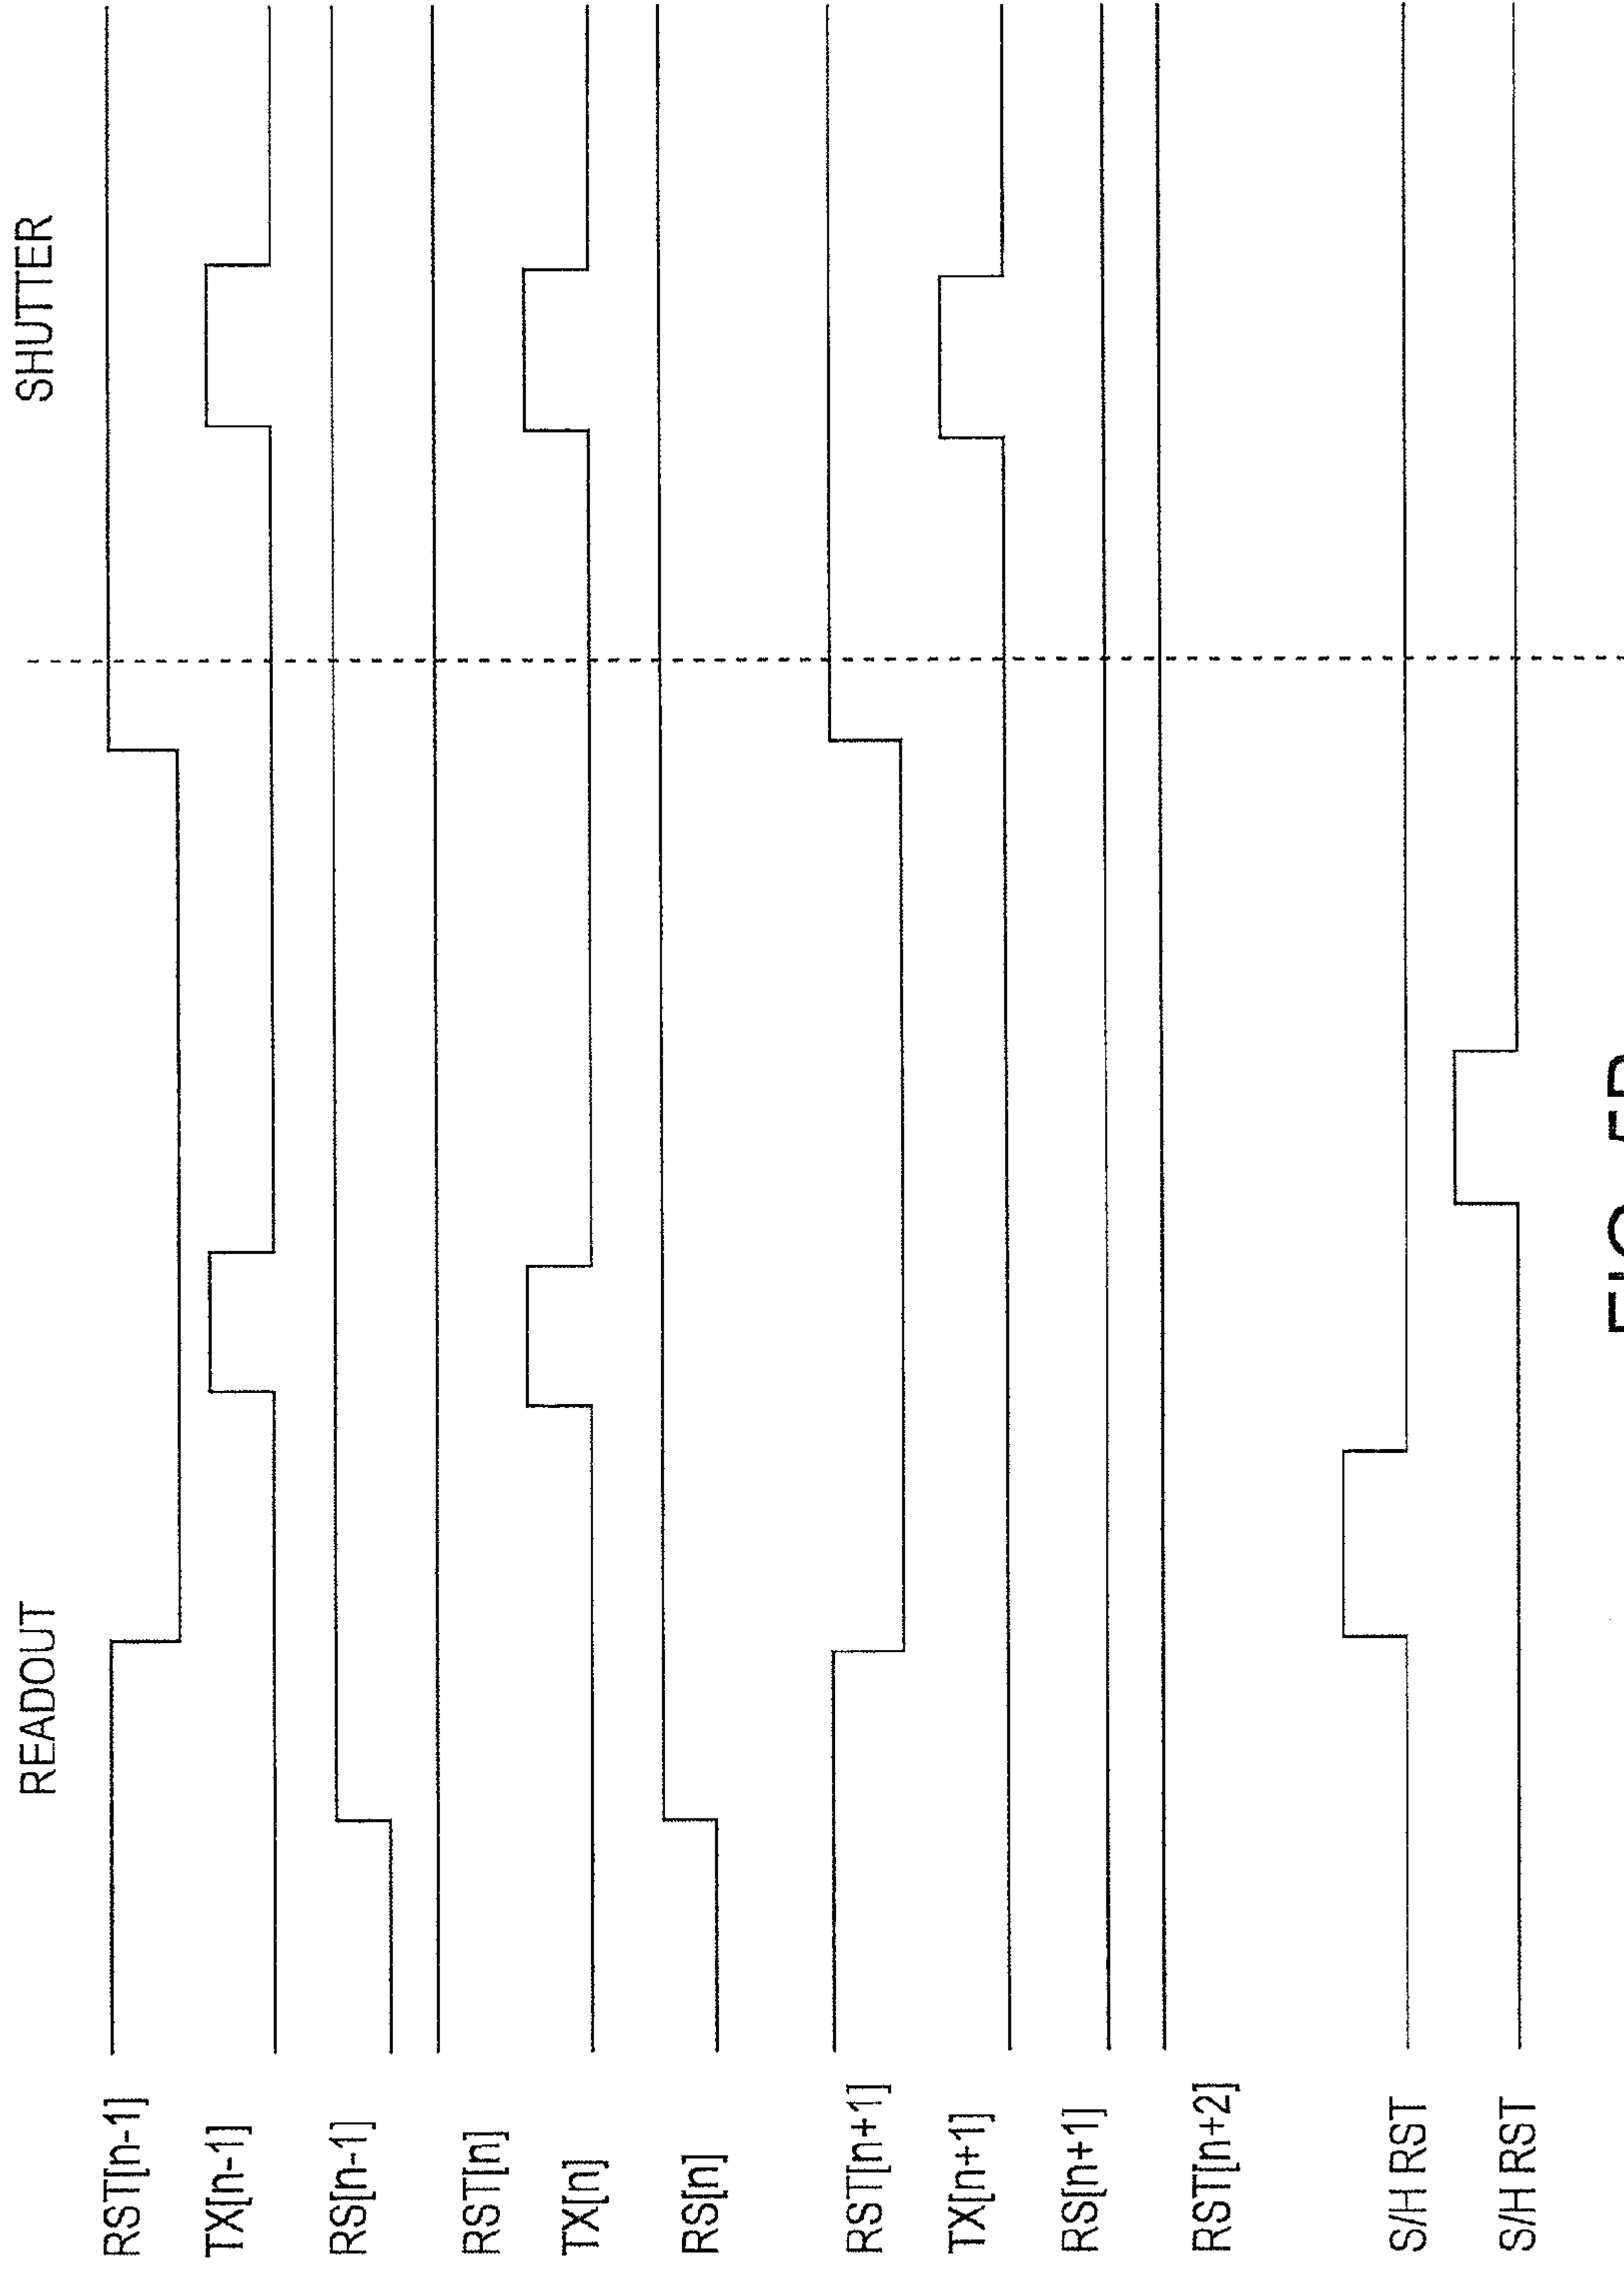 READOUT
SHUTTER
RST[n-1]
TX[n-1]
RS[n-1]
RST[n]
TX[n]
RS[n]
RST[n+1]
TX[n+1]
RS[n+1]
RST[n+2]
S/H RST
S/H RST